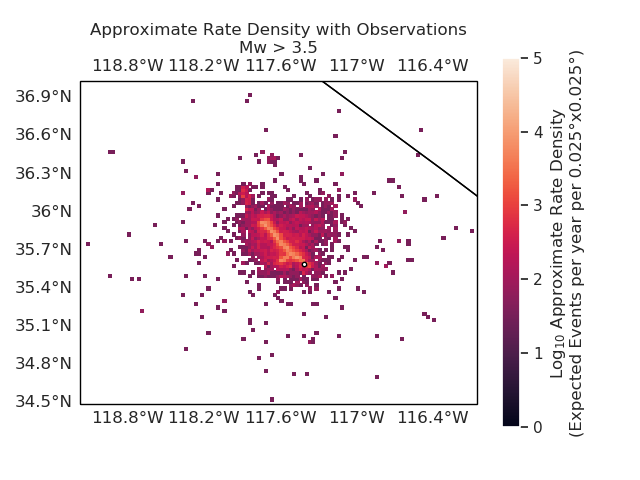 Approximate Rate Density with Observations
Mw > 3.5
118.8°W 118.2°W 117.6°W 117°W 116.4°W
36.9°N
36.6°N
36.3°N
36°N
35.7°N
35.4°N
35.1°N
34.8°N
34.5°N
118.8°W 118.2°W 117.6°W 117°W 116.4°W
5
4
3
2
1
0
Log₁₀ Approximate Rate Density
(Expected Events per year per 0.025°x0.025°)